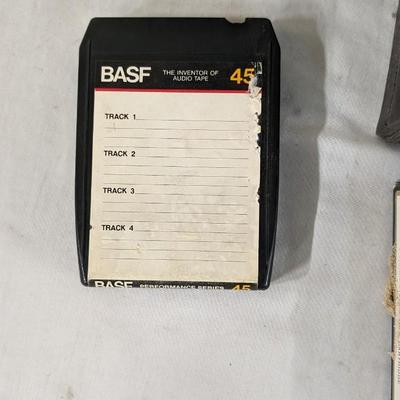 BASF THE INVENTOR OF AUDIO TAPE 45
TRACK 1
TRACK 2
TRACK 3
TRACK 4
BASF PERFORMANCE SERIES 45